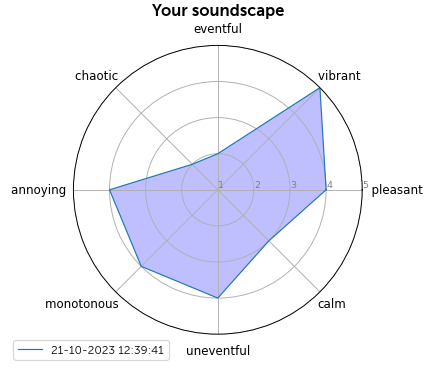 Your soundscape
eventful
chaotic
vibrant
annoying
1
2
3
4
5
pleasant
monotonous
calm
uneventful
21-10-2023 12:39:41